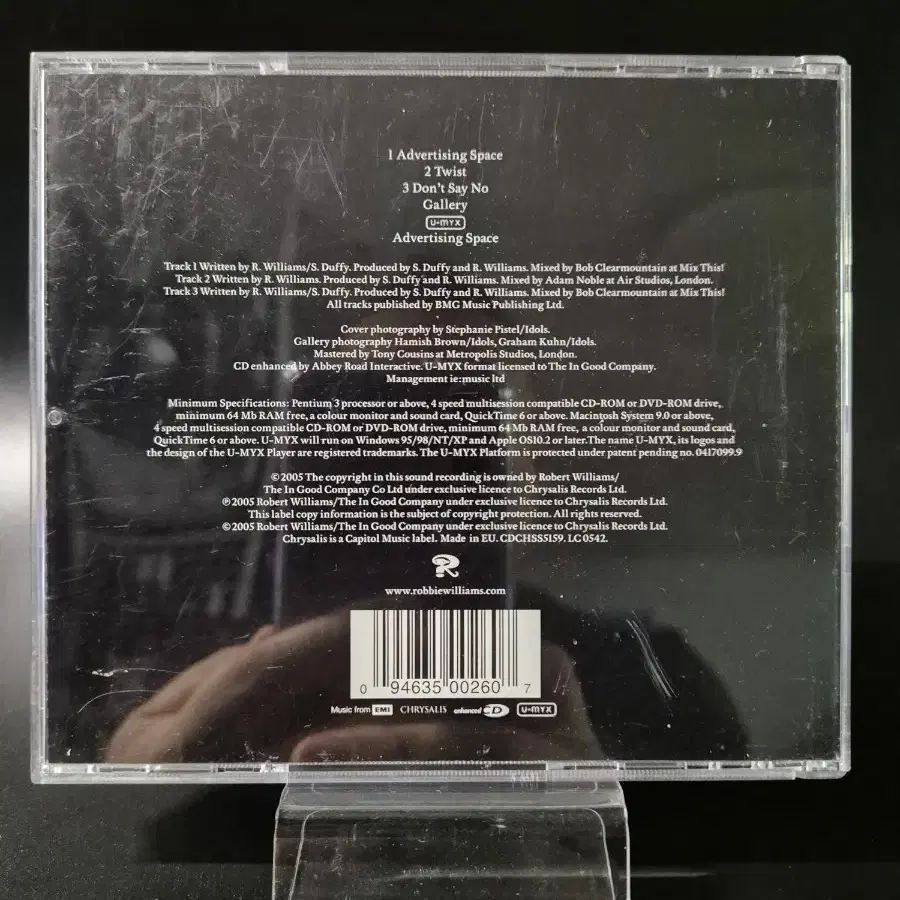 1 Advertising Space
2 Twist
3 Don't Say No
Gallery
U-MYX
Advertising Space
Track 1 Written by R. Williams/S. Duffy. Produced by S. Duffy and R. Williams. Mixed by Bob Clearmountain at Mix This!
Track 2 Written by R. Williams. Produced by S. Duffy and R. Williams. Mixed by Adam Noble at Air Studios, London.
Track 3 Written by R. Williams/S. Duffy. Produced by S. Duffy and R. Williams. Mixed by Bob Clearmountain at Mix This!
All tracks published by BMG Music Publishing Ltd.
Cover photography by Stephanie Pistel/Idols.
Gallery photography Hamish Brown/Idols, Graham Kuhn/Idols.
Mastered by Tony Cousins at Metropolis Studios, London.
CD enhanced by Abbey Road Interactive. U-MYX format licensed to The In Good Company.
Management ie:music ltd
Minimum Specifications: Pentium 3 processor or above, 4 speed multisession compatible CD-ROM or DVD-ROM drive,
minimum 64 Mb RAM free, a colour monitor and sound card, QuickTime 6 or above. Macintosh System 9.0 or above,
4 speed multisession compatible CD-ROM or DVD-ROM drive, minimum 64 Mb RAM free, a colour monitor and sound card,
QuickTime 6 or above. U-MYX will run on Windows 95/98/NT/XP and Apple OS10.2 or later.The name U-MYX, its logos and
the design of the U-MYX Player are registered trademarks. The U-MYX Platform is protected under patent pending no. 0417099.9
©2005 The copyright in this sound recording is owned by Robert Williams/
The In Good Company Co Ltd under exclusive licence to Chrysalis Records Ltd.
℗2005 Robert Williams/The In Good Company under exclusive licence to Chrysalis Records Ltd.
This label copy information is the subject of copyright protection. All rights reserved.
©2005 Robert Williams/The In Good Company under exclusive licence to Chrysalis Records Ltd.
Chrysalis is a Capitol Music label. Made in EU. CDCHSS5159. LC 0542.
www.robbiewilliams.com
0 94635 00260 7
Music from EMI CHRYSALIS enhanced CD U-MYX